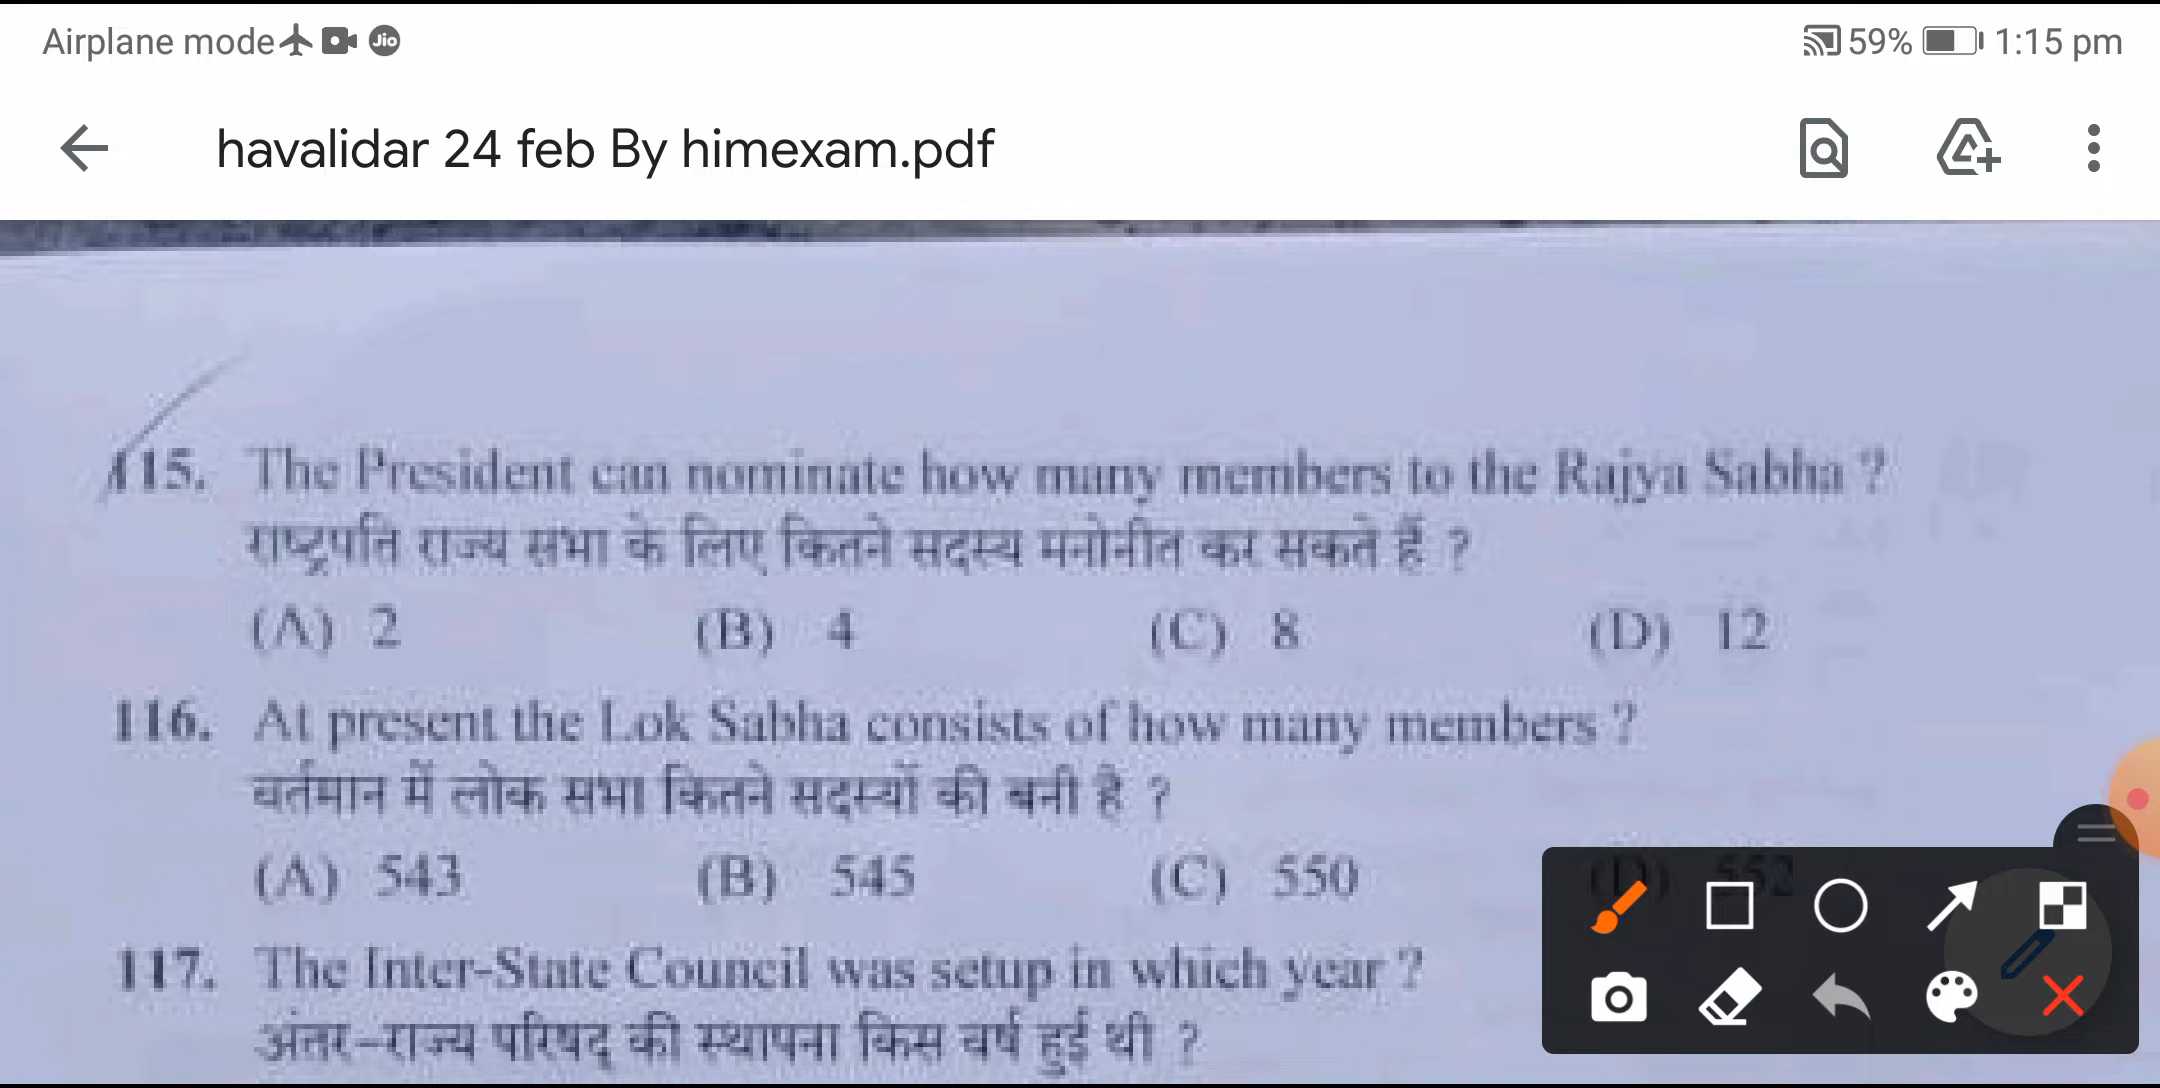 Airplane mode Jio 59% 1:15 pm
havalidar 24 feb By himexam.pdf
115. The President can nominate how many members to the Rajya Sabha ?
राष्ट्रपति राज्य सभा के लिए कितने सदस्य मनोनीत कर सकते हैं ?
(A) 2 (B) 4 (C) 8 (D) 12
116. At present the Lok Sabha consists of how many members ?
वर्तमान में लोक सभा कितने सदस्यों की बनी है ?
(A) 543 (B) 545 (C) 550 (D) 552
117. The Inter-State Council was setup in which year ?
अंतर-राज्य परिषद् की स्थापना किस वर्ष हुई थी ?